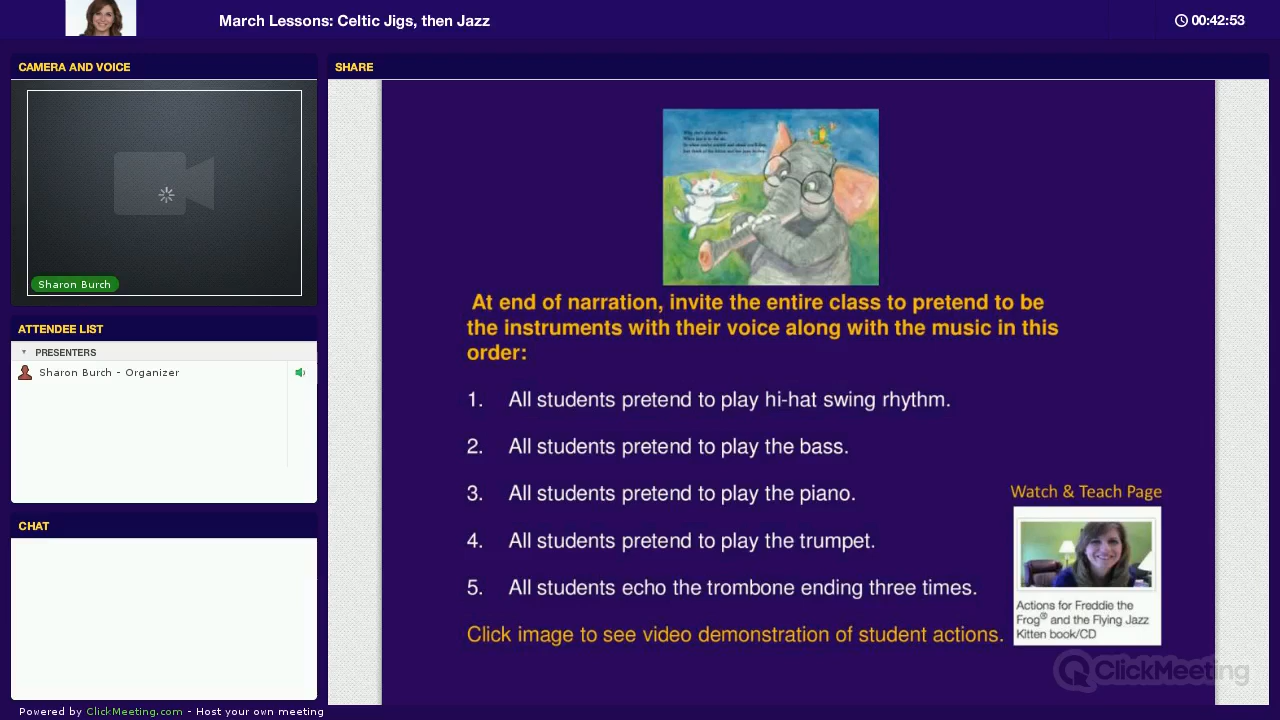 March Lessons: Celtic Jigs, then Jazz
00:42:53
CAMERA AND VOICE
Sharon Burch
ATTENDEE LIST
PRESENTERS
Sharon Burch - Organizer
CHAT
Powered by ClickMeeting.com - Host your own meeting
SHARE
At end of narration, invite the entire class to pretend to be
the instruments with their voice along with the music in this
order:
1. All students pretend to play hi-hat swing rhythm.
2. All students pretend to play the bass.
3. All students pretend to play the piano.
4. All students pretend to play the trumpet.
5. All students echo the trombone ending three times.
Click image to see video demonstration of student actions.
Watch & Teach Page
Actions for Freddie the
Frog® and the Flying Jazz
Kitten book/CD
ClickMeeting